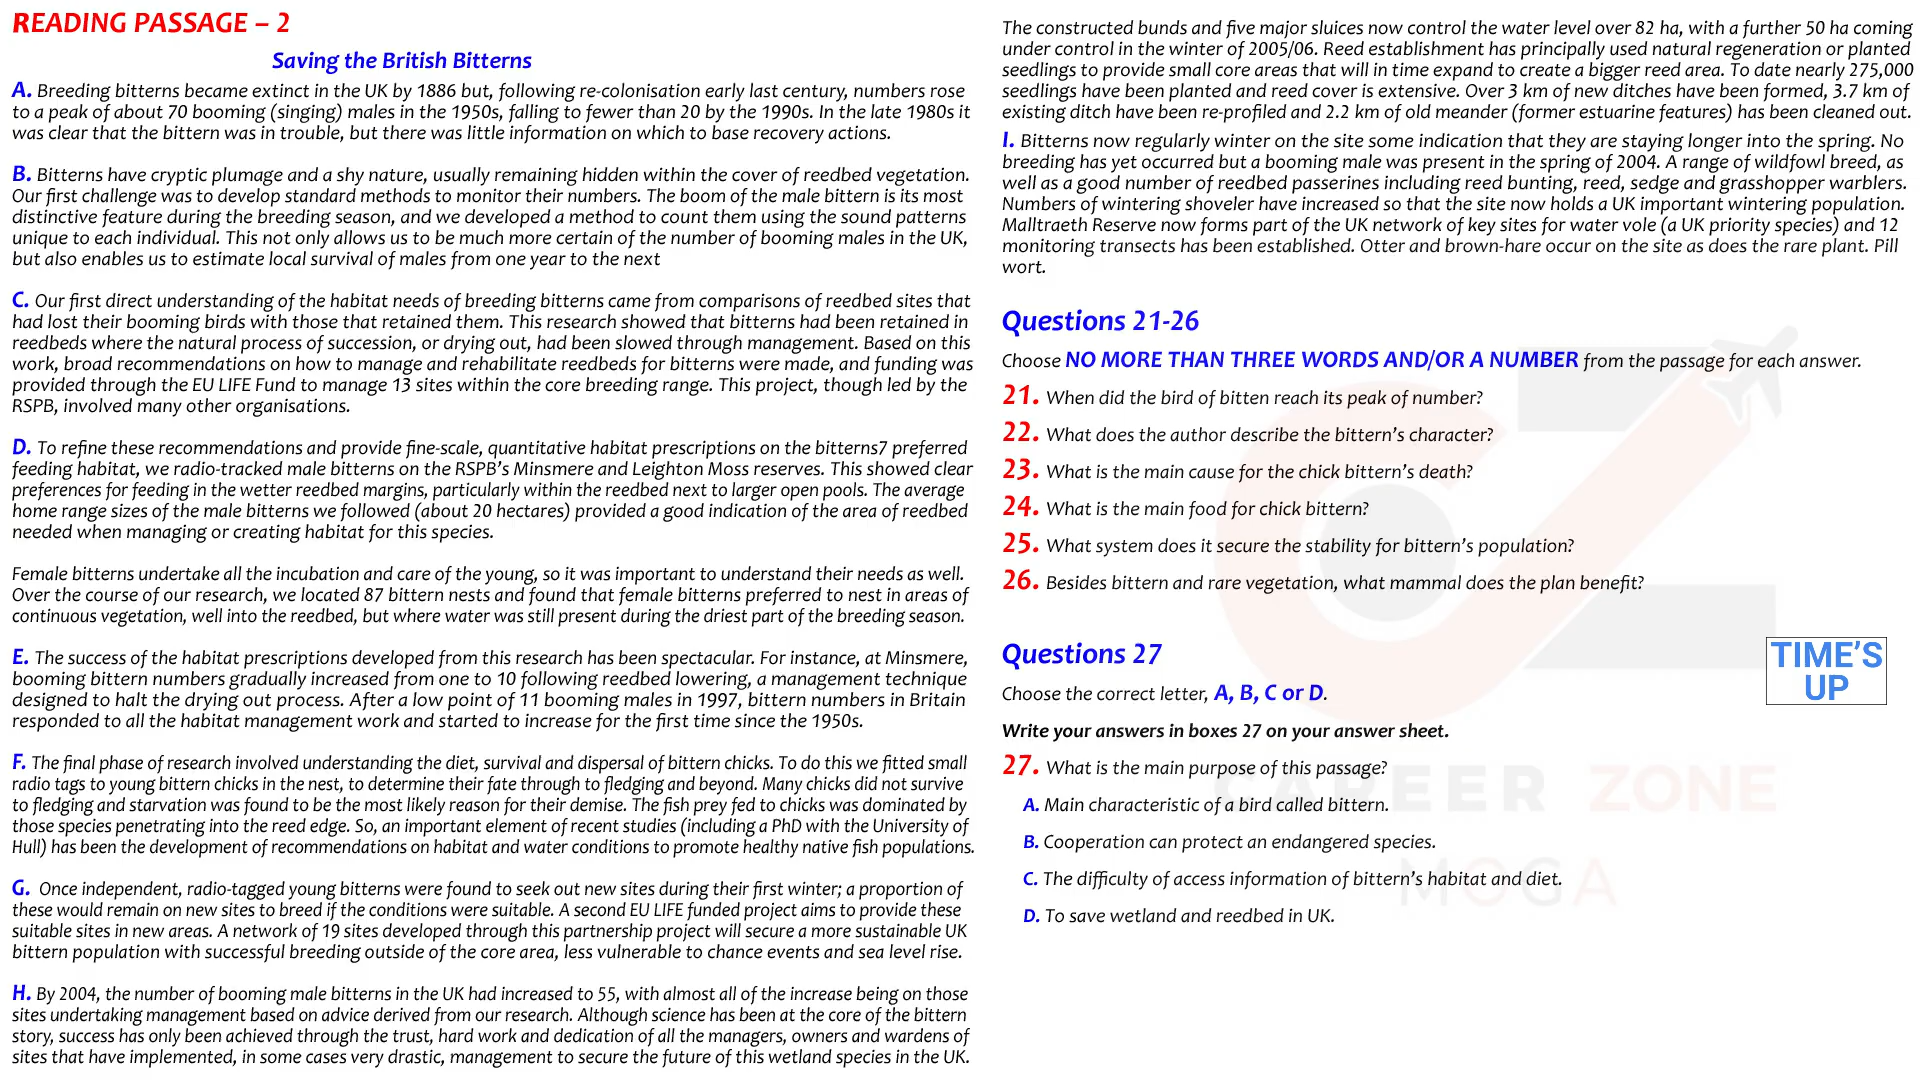 READING PASSAGE – 2
Saving the British Bitterns
A. Breeding bitterns became extinct in the UK by 1886 but, following re-colonisation early last century, numbers rose
to a peak of about 70 booming (singing) males in the 1950s, falling to fewer than 20 by the 1990s. In the late 1980s it
was clear that the bittern was in trouble, but there was little information on which to base recovery actions.
B. Bitterns have cryptic plumage and a shy nature, usually remaining hidden within the cover of reedbed vegetation.
Our first challenge was to develop standard methods to monitor their numbers. The boom of the male bittern is its most
distinctive feature during the breeding season, and we developed a method to count them using the sound patterns
unique to each individual. This not only allows us to be much more certain of the number of booming males in the UK,
but also enables us to estimate local survival of males from one year to the next
C. Our first direct understanding of the habitat needs of breeding bitterns came from comparisons of reedbed sites that
had lost their booming birds with those that retained them. This research showed that bitterns had been retained in
reedbeds where the natural process of succession, or drying out, had been slowed through management. Based on this
work, broad recommendations on how to manage and rehabilitate reedbeds for bitterns were made, and funding was
provided through the EU LIFE Fund to manage 13 sites within the core breeding range. This project, though led by the
RSPB, involved many other organisations.
D. To refine these recommendations and provide fine-scale, quantitative habitat prescriptions on the bitterns7 preferred
feeding habitat, we radio-tracked male bitterns on the RSPB's Minsmere and Leighton Moss reserves. This showed clear
preferences for feeding in the wetter reedbed margins, particularly within the reedbed next to larger open pools. The average
home range sizes of the male bitterns we followed (about 20 hectares) provided a good indication of the area of reedbed
needed when managing or creating habitat for this species.
Female bitterns undertake all the incubation and care of the young, so it was important to understand their needs as well.
Over the course of our research, we located 87 bittern nests and found that female bitterns preferred to nest in areas of
continuous vegetation, well into the reedbed, but where water was still present during the driest part of the breeding season.
E. The success of the habitat prescriptions developed from this research has been spectacular. For instance, at Minsmere,
booming bittern numbers gradually increased from one to 10 following reedbed lowering, a management technique
designed to halt the drying out process. After a low point of 11 booming males in 1997, bittern numbers in Britain
responded to all the habitat management work and started to increase for the first time since the 1950s.
F. The final phase of research involved understanding the diet, survival and dispersal of bittern chicks. To do this we fitted small
radio tags to young bittern chicks in the nest, to determine their fate through to fledging and beyond. Many chicks did not survive
to fledging and starvation was found to be the most likely reason for their demise. The fish prey fed to chicks was dominated by
those species penetrating into the reed edge. So, an important element of recent studies (including a PhD with the University of
Hull) has been the development of recommendations on habitat and water conditions to promote healthy native fish populations.
G. Once independent, radio-tagged young bitterns were found to seek out new sites during their first winter; a proportion of
these would remain on new sites to breed if the conditions were suitable. A second EU LIFE funded project aims to provide these
suitable sites in new areas. A network of 19 sites developed through this partnership project will secure a more sustainable UK
bittern population with successful breeding outside of the core area, less vulnerable to chance events and sea level rise.
H. By 2004, the number of booming male bitterns in the UK had increased to 55, with almost all of the increase being on those
sites undertaking management based on advice derived from our research. Although science has been at the core of the bittern
story, success has only been achieved through the trust, hard work and dedication of all the managers, owners and wardens of
sites that have implemented, in some cases very drastic, management to secure the future of this wetland species in the UK.
The constructed bunds and five major sluices now control the water level over 82 ha, with a further 50 ha coming
under control in the winter of 2005/06. Reed establishment has principally used natural regeneration or planted
seedlings to provide small core areas that will in time expand to create a bigger reed area. To date nearly 275,000
seedlings have been planted and reed cover is extensive. Over 3 km of new ditches have been formed, 3.7 km of
existing ditch have been re-profiled and 2.2 km of old meander (former estuarine features) has been cleaned out.
I. Bitterns now regularly winter on the site some indication that they are staying longer into the spring. No
breeding has yet occurred but a booming male was present in the spring of 2004. A range of wildfowl breed, as
well as a good number of reedbed passerines including reed bunting, reed, sedge and grasshopper warblers.
Numbers of wintering shoveler have increased so that the site now holds a UK important wintering population.
Malltraeth Reserve now forms part of the UK network of key sites for water vole (a UK priority species) and 12
monitoring transects has been established. Otter and brown-hare occur on the site as does the rare plant. Pill
wort.
Questions 21-26
Choose NO MORE THAN THREE WORDS AND/OR A NUMBER from the passage for each answer.
21. When did the bird of bitten reach its peak of number?
22. What does the author describe the bittern's character?
23. What is the main cause for the chick bittern's death?
24. What is the main food for chick bittern?
25. What system does it secure the stability for bittern's population?
26. Besides bittern and rare vegetation, what mammal does the plan benefit?
Questions 27
TIME'S
UP
Choose the correct letter, A, B, C or D.
Write your answers in boxes 27 on your answer sheet.
27. What is the main purpose of this passage?
A. Main characteristic of a bird called bittern.
B. Cooperation can protect an endangered species.
C. The difficulty of access information of bittern's habitat and diet.
D. To save wetland and reedbed in UK.
CAREER ZONE
MOGA